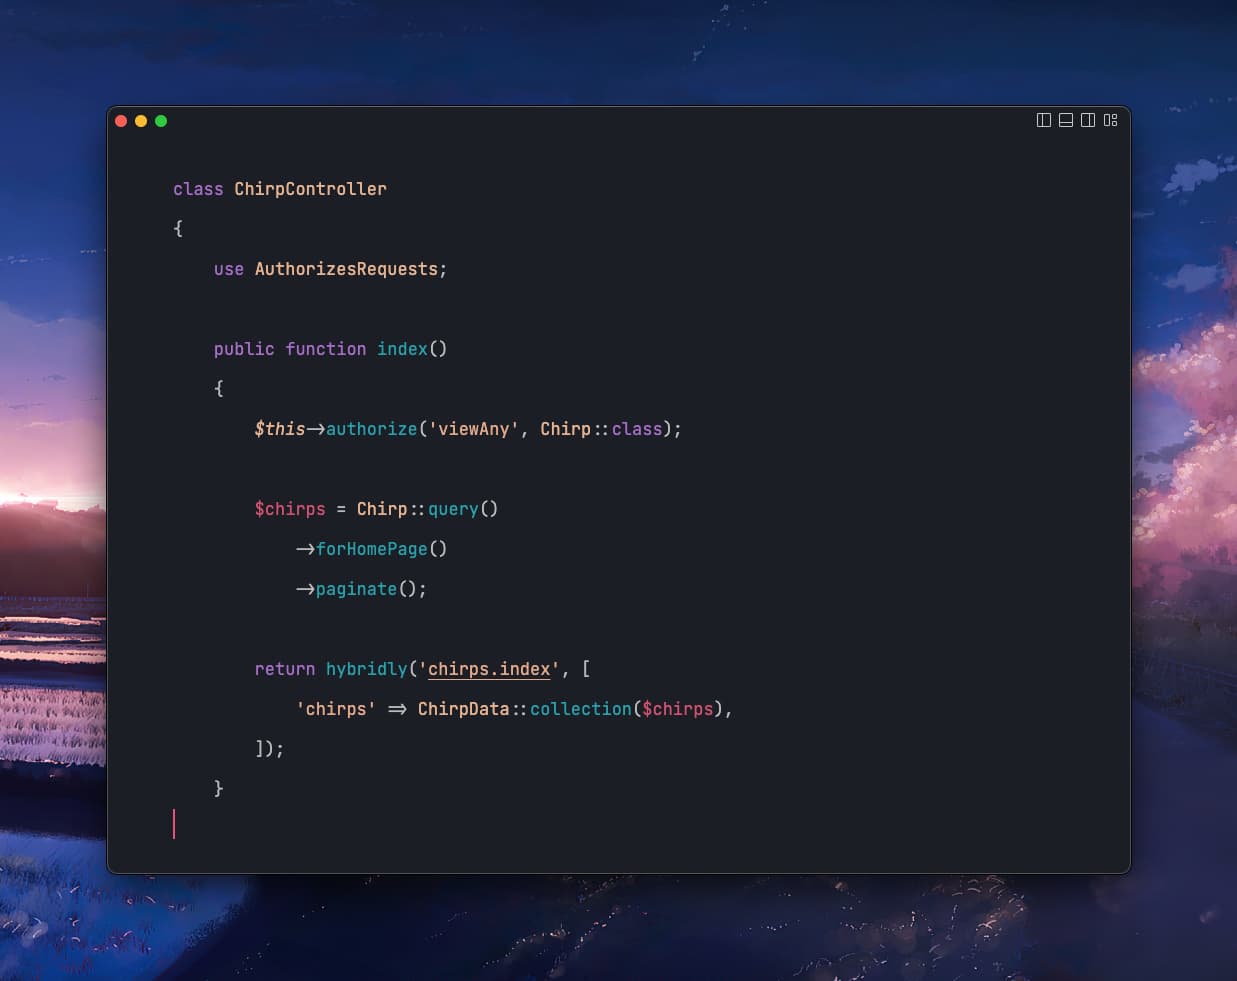 class ChirpController
{
    use AuthorizesRequests;
    public function index()
    {
        $this->authorize('viewAny', Chirp::class);
        $chirps = Chirp::query()
            ->forHomePage()
            ->paginate();
        return hybridly('chirps.index', [
            'chirps' => ChirpData::collection($chirps),
        ]);
    }